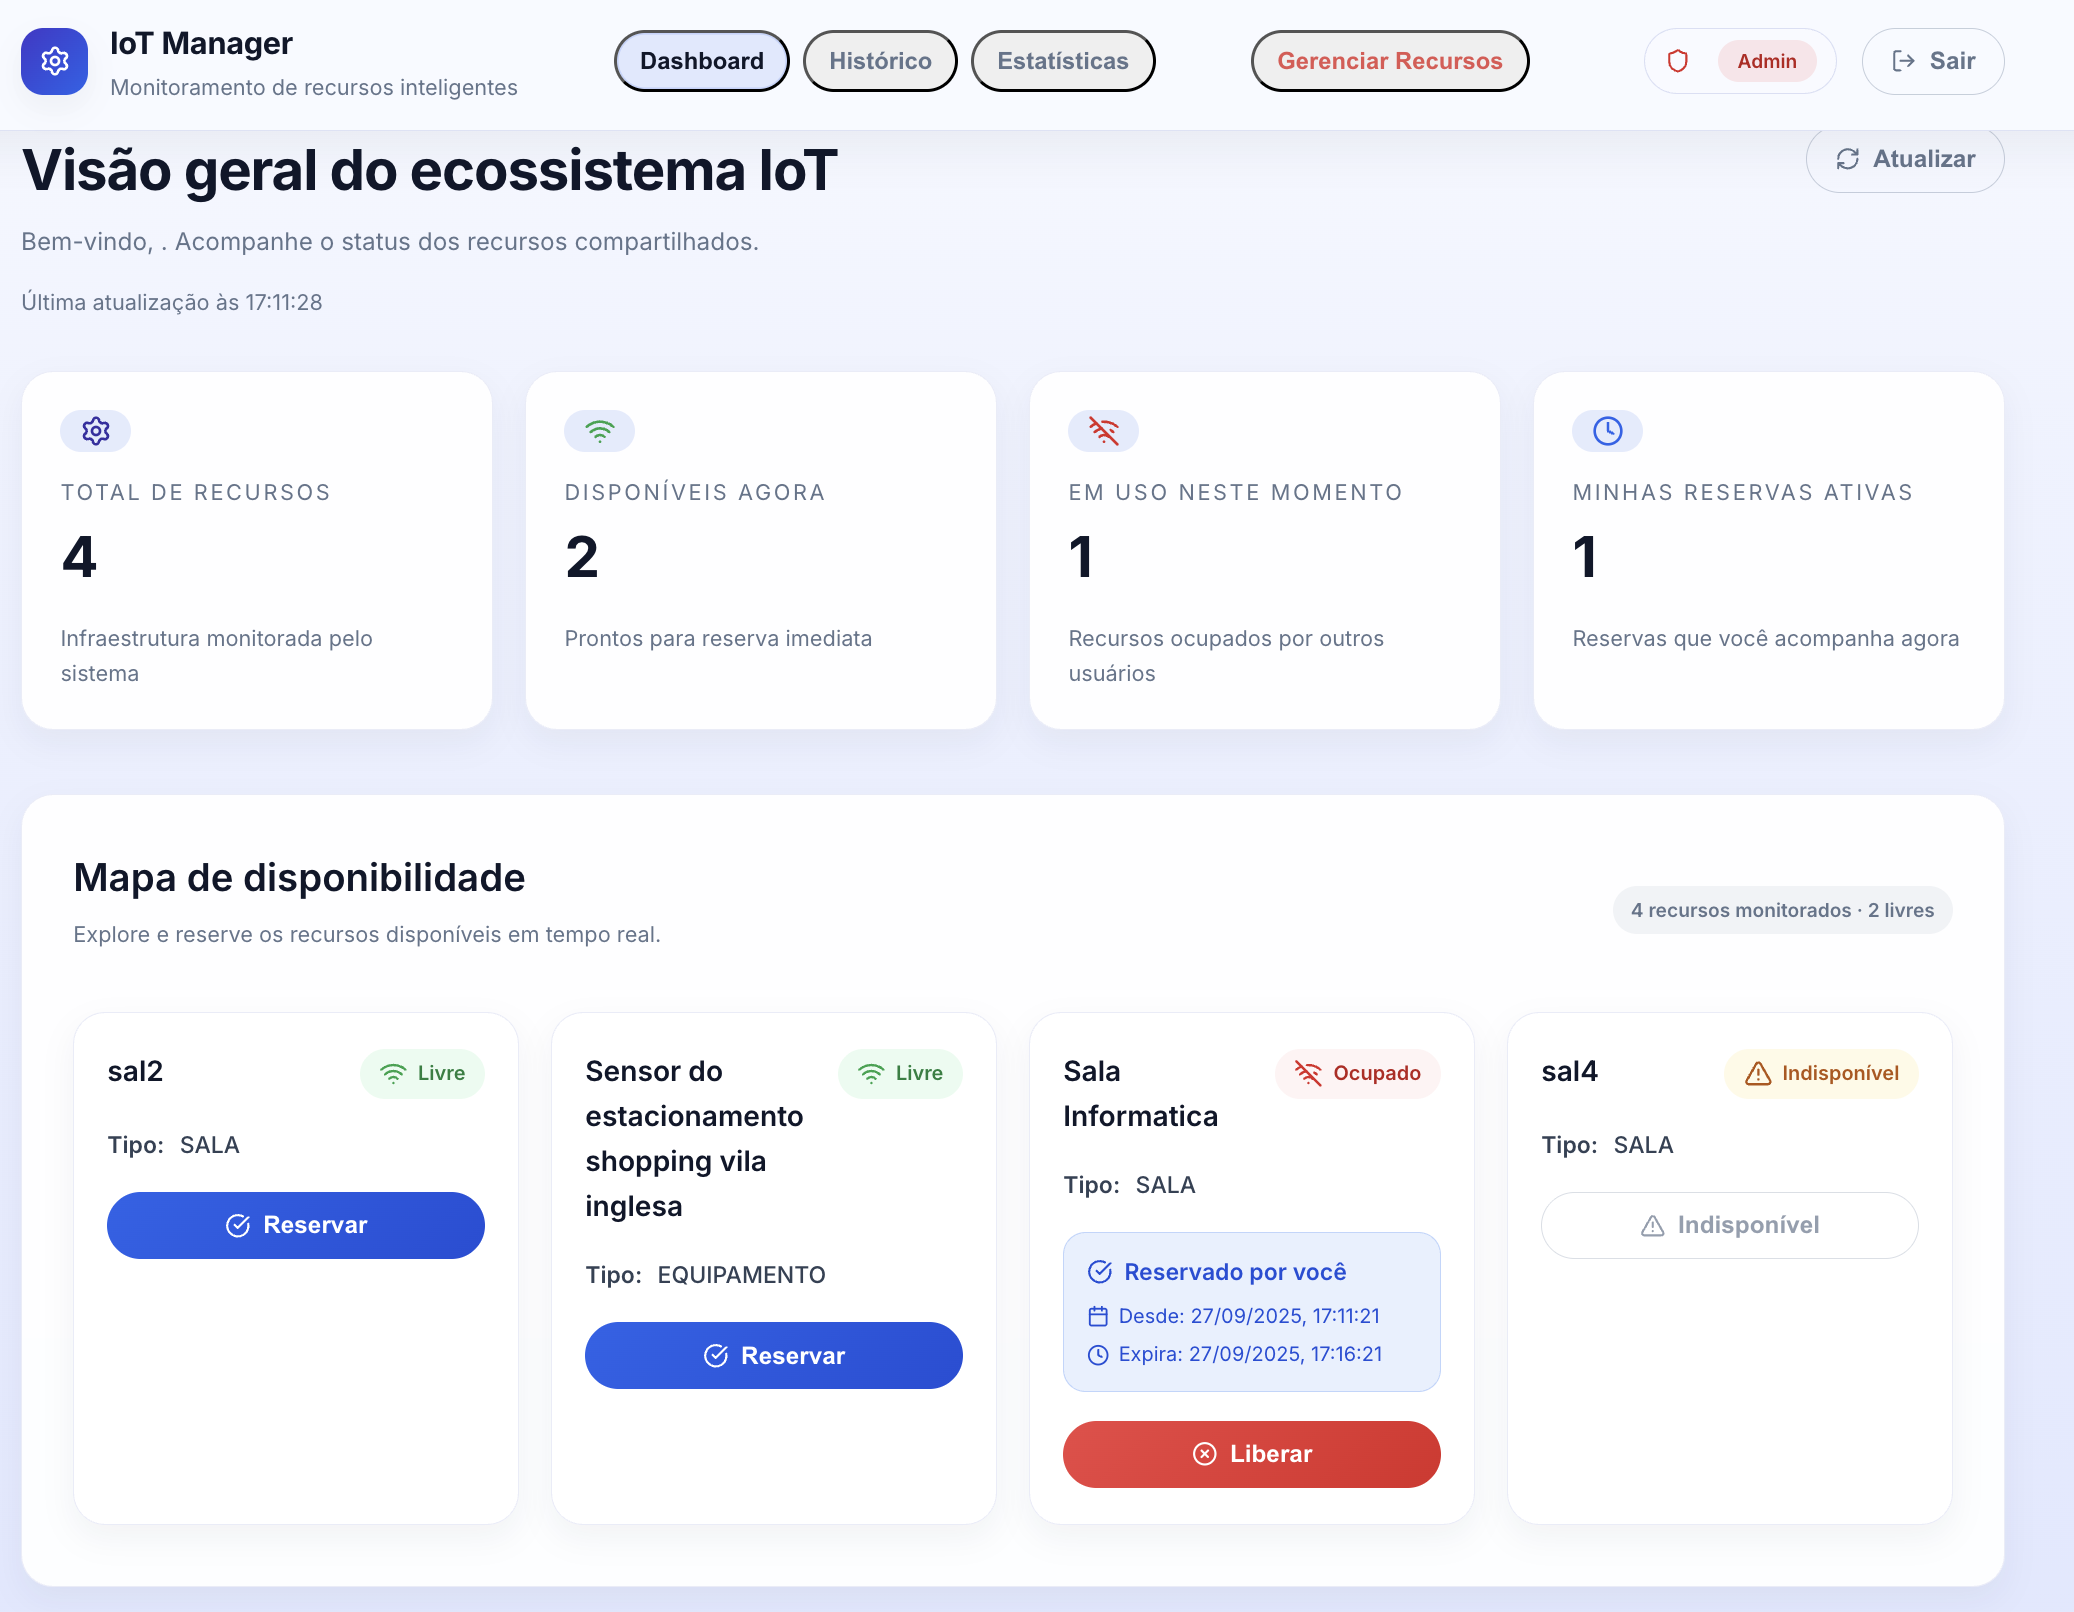 IoT Manager
Monitoramento de recursos inteligentes
Dashboard
Histórico
Estatísticas
Gerenciar Recursos
Admin
Sair
Visão geral do ecossistema IoT
Atualizar
Bem-vindo, . Acompanhe o status dos recursos compartilhados.
Última atualização às 17:11:28
TOTAL DE RECURSOS
4
Infraestrutura monitorada pelo
sistema
DISPONÍVEIS AGORA
2
Prontos para reserva imediata
EM USO NESTE MOMENTO
1
Recursos ocupados por outros
usuários
MINHAS RESERVAS ATIVAS
1
Reservas que você acompanha agora
Mapa de disponibilidade
Explore e reserve os recursos disponíveis em tempo real.
4 recursos monitorados · 2 livres
sal2
Livre
Tipo: SALA
Reservar
Sensor do
estacionamento
shopping vila
inglesa
Livre
Tipo: EQUIPAMENTO
Reservar
Sala
Informatica
Ocupado
Tipo: SALA
Reservado por você
Desde: 27/09/2025, 17:11:21
Expira: 27/09/2025, 17:16:21
Liberar
sal4
Indisponível
Tipo: SALA
Indisponível